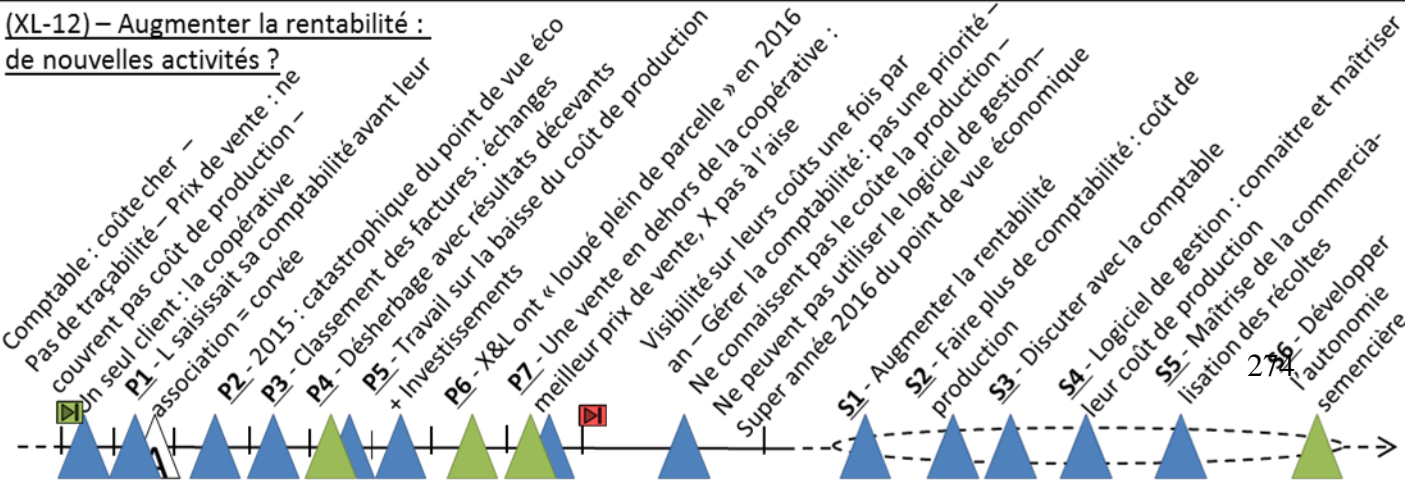 (XL-12) – Augmenter la rentabilité :
de nouvelles activités ?
Comptable : coûte cher –
Pas de traçabilité – Prix de vente : ne
couvrent pas coût de production –
Un seul client : la coopérative
P1 - L saisissait sa comptabilité avant leur
association = corvée
P2 - 2015 : catastrophique du point de vue éco
P3 - Classement des factures : échanges
P4 - Désherbage avec résultats décevants
P5 - Travail sur la baisse du coût de production
+ Investissements
P6 - X&L ont « loupé plein de parcelle » en 2016
P7 - Une vente en dehors de la coopérative :
meilleur prix de vente, X pas à l'aise
Visibilité sur leurs coûts une fois par
an – Gérer la comptabilité : pas une priorité –
Ne connaissent pas le coûte la production –
Ne peuvent pas utiliser le logiciel de gestion–
Super année 2016 du point de vue économique
S1 - Augmenter la rentabilité
S2 - Faire plus de comptabilité : coût de
production
S3 - Discuter avec la comptable
S4 - Logiciel de gestion : connaitre et maîtriser
leur coût de production
S5 - Maîtrise de la commercia-
lisation des récoltes
S6 - Développer
l'autonomie
semencière
274
A